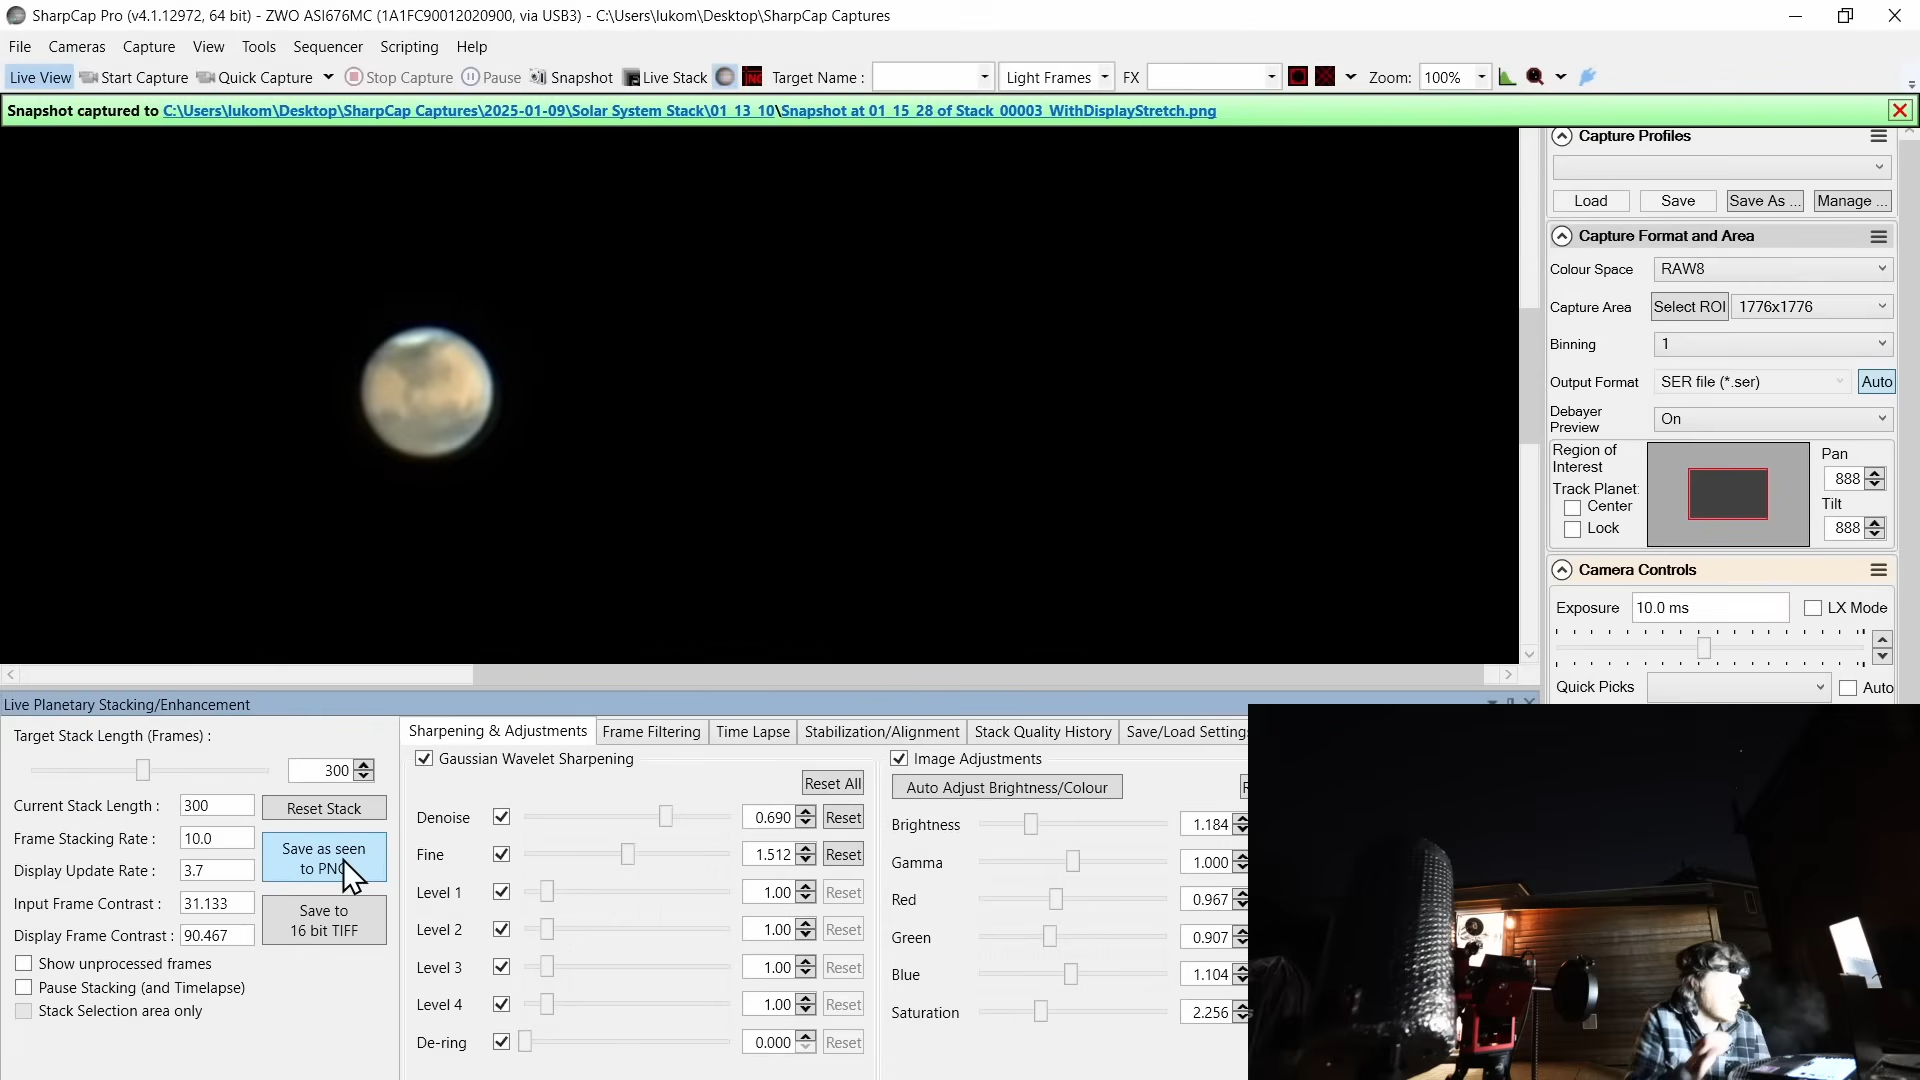 SharpCap Pro (v4.1.12972, 64 bit) - ZWO ASI676MC (1A1FC90012020900, via USB3) - C:\Users\lukom\Desktop\SharpCap Captures
File Cameras Capture View Tools Sequencer Scripting Help
Live View Start Capture Quick Capture Stop Capture Pause Snapshot Live Stack Target Name : Light Frames FX Zoom: 100%
Snapshot captured to C:\Users\lukom\Desktop\SharpCap Captures\2025-01-09\Solar System Stack\01_13_10\Snapshot at 01_15_28 of Stack_00003_WithDisplayStretch.png
Capture Profiles
Load Save Save As ... Manage ...
Capture Format and Area
Colour Space RAW8
Capture Area Select ROI 1776x1776
Binning 1
Output Format SER file (*.ser) Auto
Debayer Preview On
Region of Interest
Pan
888
Track Planet:
Center
Tilt
Lock
888
Camera Controls
Exposure 10.0 ms LX Mode
Quick Picks Auto
Live Planetary Stacking/Enhancement
Target Stack Length (Frames) :
300
Current Stack Length : 300 Reset Stack
Frame Stacking Rate : 10.0
Save as seen
to PNG
Display Update Rate : 3.7
Input Frame Contrast : 31.133
Save to
16 bit TIFF
Display Frame Contrast : 90.467
Show unprocessed frames
Pause Stacking (and Timelapse)
Stack Selection area only
Sharpening & Adjustments Frame Filtering Time Lapse Stabilization/Alignment Stack Quality History Save/Load Settings
Gaussian Wavelet Sharpening
Reset All
Denoise 0.690 Reset
Fine 1.512 Reset
Level 1 1.00 Reset
Level 2 1.00 Reset
Level 3 1.00 Reset
Level 4 1.00 Reset
De-ring 0.000 Reset
Image Adjustments
Auto Adjust Brightness/Colour
Brightness 1.184
Gamma 1.000
Red 0.967
Green 0.907
Blue 1.104
Saturation 2.256